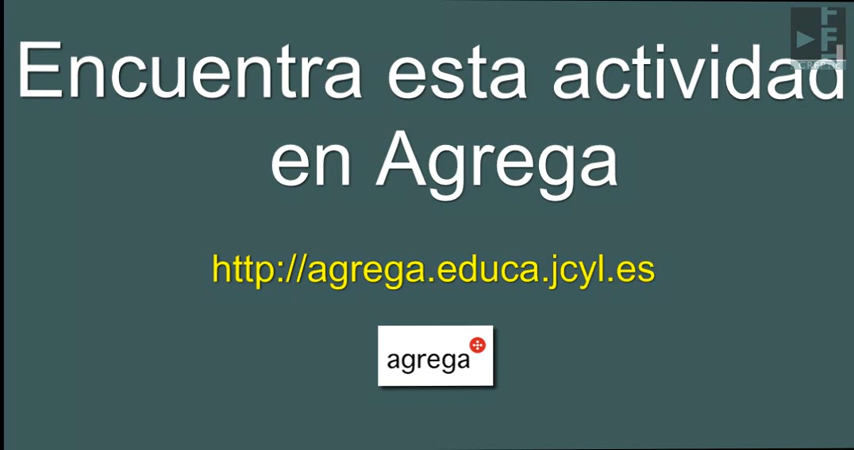 Encuentra esta actividad
en Agrega
http://agrega.educa.jcyl.es
agrega